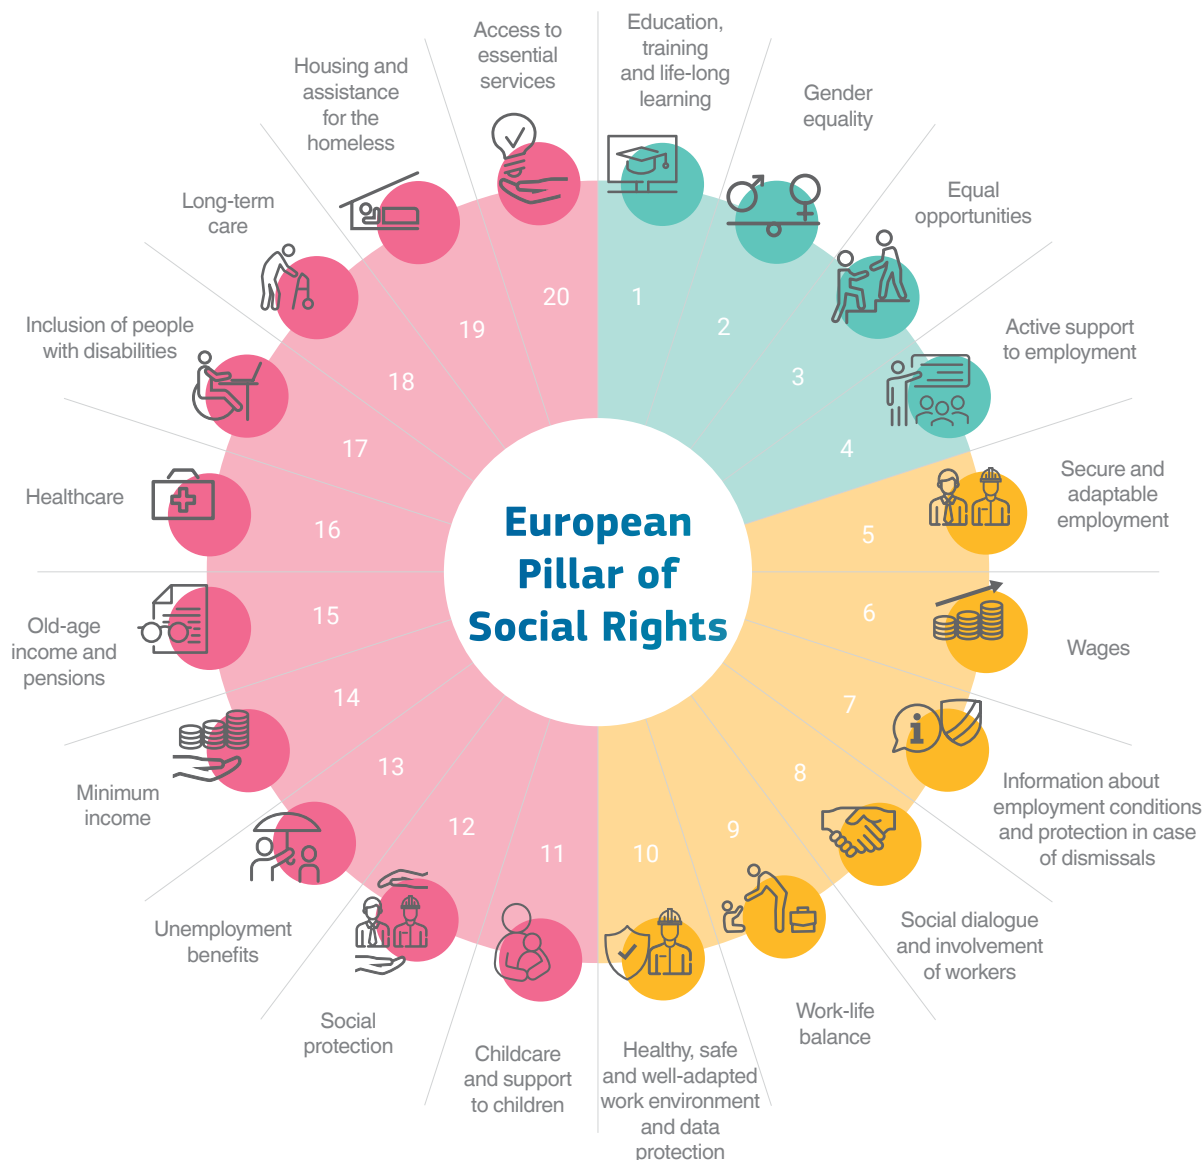 Education,
training
and life-long
learning
Gender
equality
Equal
opportunities
Active support
to employment
Secure and
adaptable
employment
Wages
Information about
employment conditions
and protection in case
of dismissals
Social dialogue
and involvement
of workers
Work-life
balance
Healthy, safe
and well-adapted
work environment
and data
protection
Childcare
and support
to children
Social
protection
Unemployment
benefits
Minimum
income
Old-age
income and
pensions
Healthcare
Inclusion of people
with disabilities
Long-term
care
Housing and
assistance
for the
homeless
Access to
essential
services
1
2
3
4
5
6
7
8
9
10
11
12
13
14
15
16
17
18
19
20
i
European
Pillar of
Social Rights